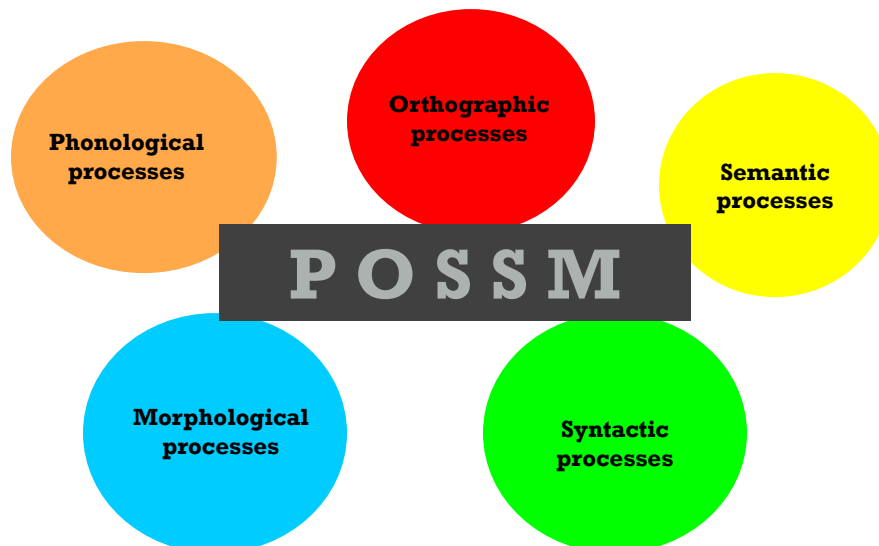 Orthographic
processes
Phonological
processes
Semantic
processes
P O S S M
Morphological
processes
Syntactic
processes